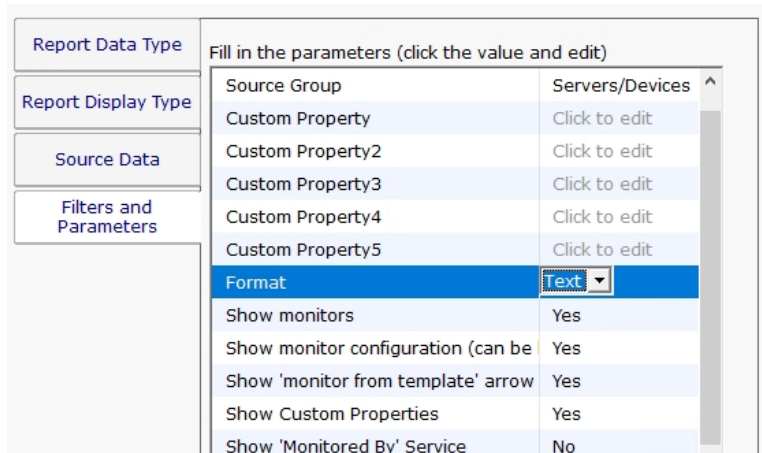 Report Data Type
Report Display Type
Source Data
Filters and
Parameters
Fill in the parameters (click the value and edit)
Source Group Servers/Devices
Custom Property Click to edit
Custom Property2 Click to edit
Custom Property3 Click to edit
Custom Property4 Click to edit
Custom Property5 Click to edit
Format Text
Show monitors Yes
Show monitor configuration (can be Yes
Show 'monitor from template' arrow Yes
Show Custom Properties Yes
Show 'Monitored By' Service No